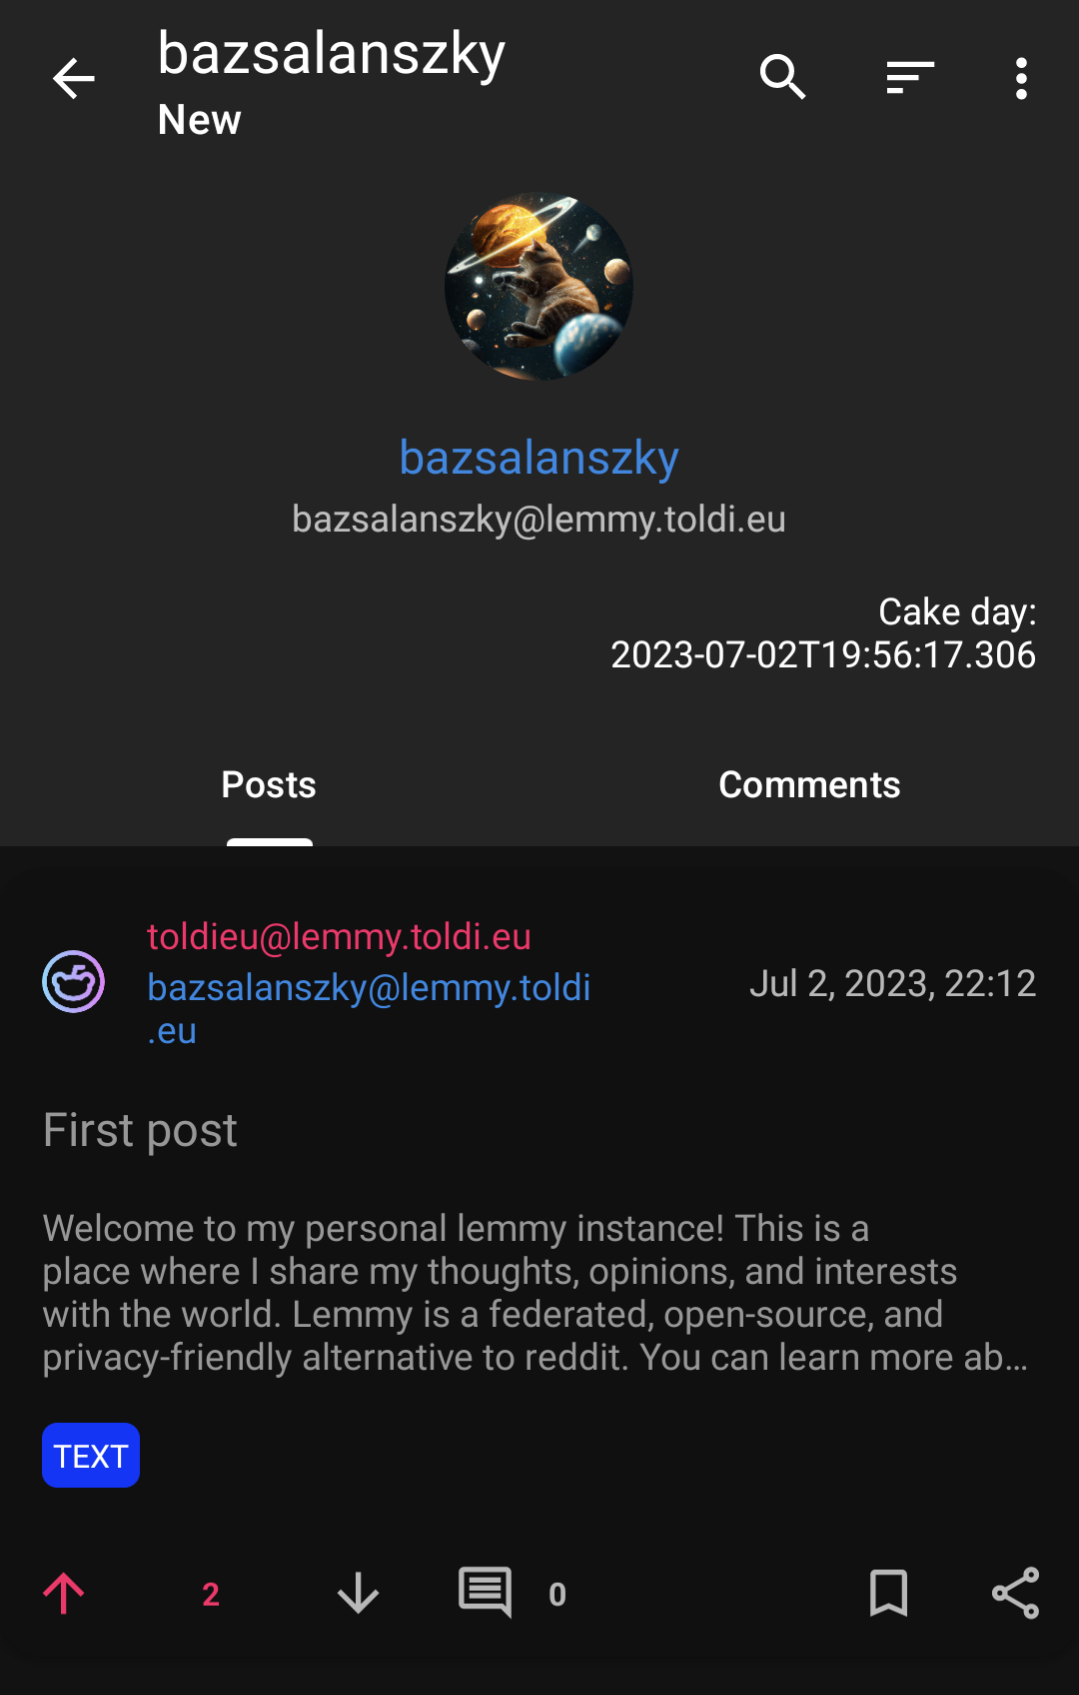 bazsalanszky
New
bazsalanszky
bazsalanszky@lemmy.toldi.eu
Cake day:
2023-07-02T19:56:17.306
Posts
Comments
toldieu@lemmy.toldi.eu
bazsalanszky@lemmy.toldi
.eu
Jul 2, 2023, 22:12
First post
Welcome to my personal lemmy instance! This is a
place where I share my thoughts, opinions, and interests
with the world. Lemmy is a federated, open-source, and
privacy-friendly alternative to reddit. You can learn more ab…
TEXT
2
0